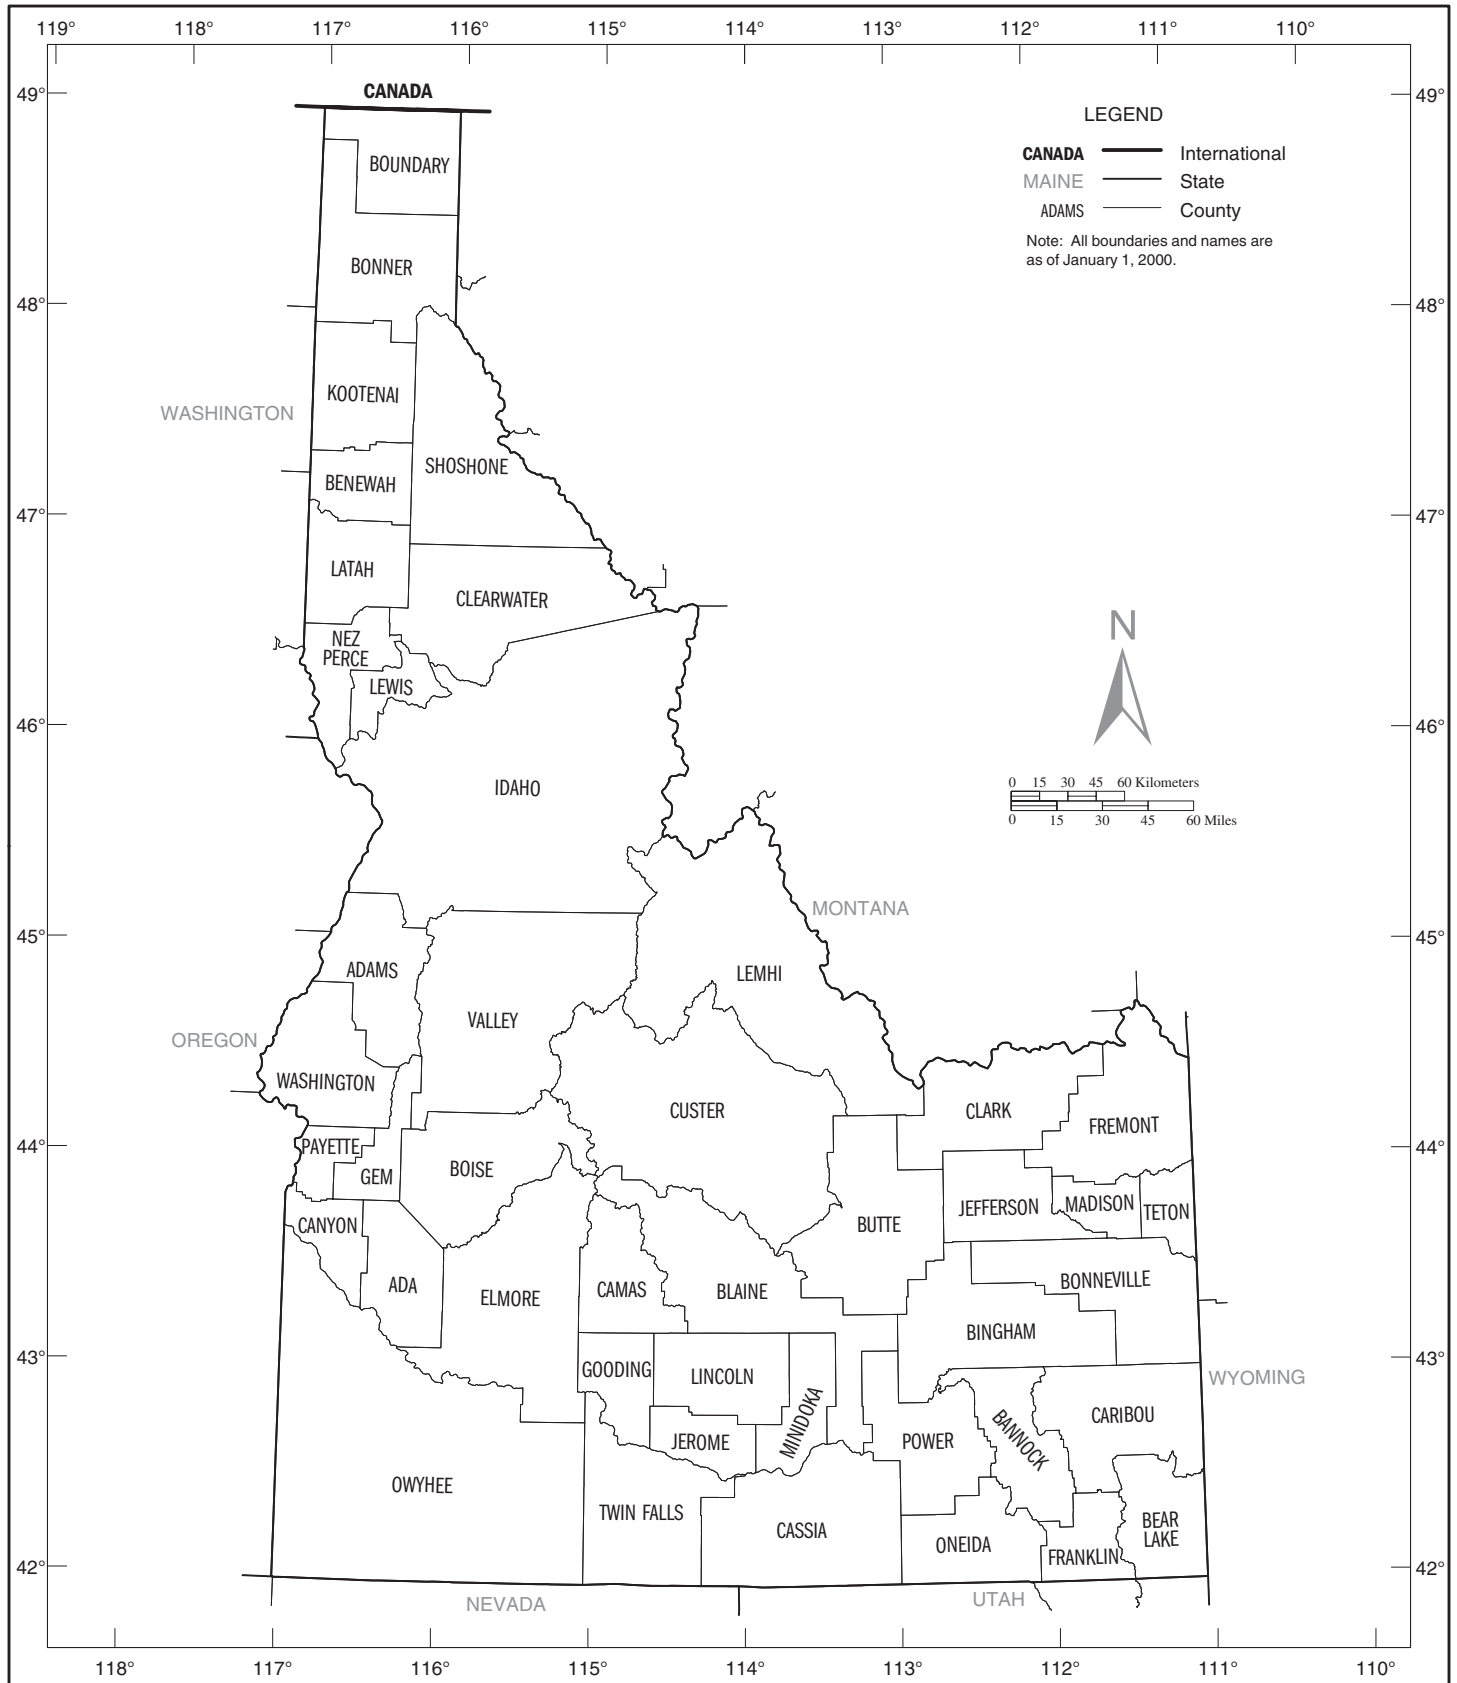 119° 118° 117° 116° 115° 114° 113° 112° 111° 110°
CANADA
49° 49°
LEGEND
CANADA International
MAINE State
ADAMS County
Note: All boundaries and names are
as of January 1, 2000.
BOUNDARY
BONNER
48° 48°
KOOTENAI
WASHINGTON
SHOSHONE
BENEWAH
47° 47°
LATAH
CLEARWATER
N
NEZ
PERCE
LEWIS
46° 46°
IDAHO
0 15 30 45 60 Kilometers
0 15 30 45 60 Miles
MONTANA
45° 45°
ADAMS
LEMHI
VALLEY
OREGON
WASHINGTON
CUSTER
CLARK
FREMONT
44° 44°
PAYETTE
BOISE
GEM
MADISON
JEFFERSON
TETON
CANYON
BUTTE
BONNEVILLE
ADA
CAMAS
BLAINE
ELMORE
BINGHAM
43° 43°
GOODING
LINCOLN
WYOMING
MINIDOKA
CARIBOU
BANNOCK
JEROME
POWER
OWYHEE
TWIN FALLS
CASSIA
BEAR
LAKE
ONEIDA
FRANKLIN
42° 42°
NEVADA
UTAH
118° 117° 116° 115° 114° 113° 112° 111° 110°